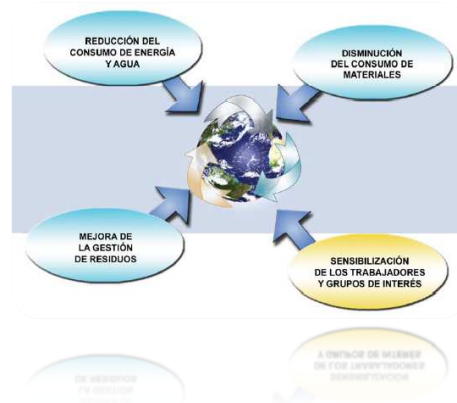 REDUCCIÓN DEL
CONSUMO DE ENERGÍA
Y AGUA
DISMINUCIÓN
DEL CONSUMO DE
MATERIALES
MEJORA DE
LA GESTIÓN
DE RESIDUOS
SENSIBILIZACIÓN
DE LOS TRABAJADORES
Y GRUPOS DE INTERÉS